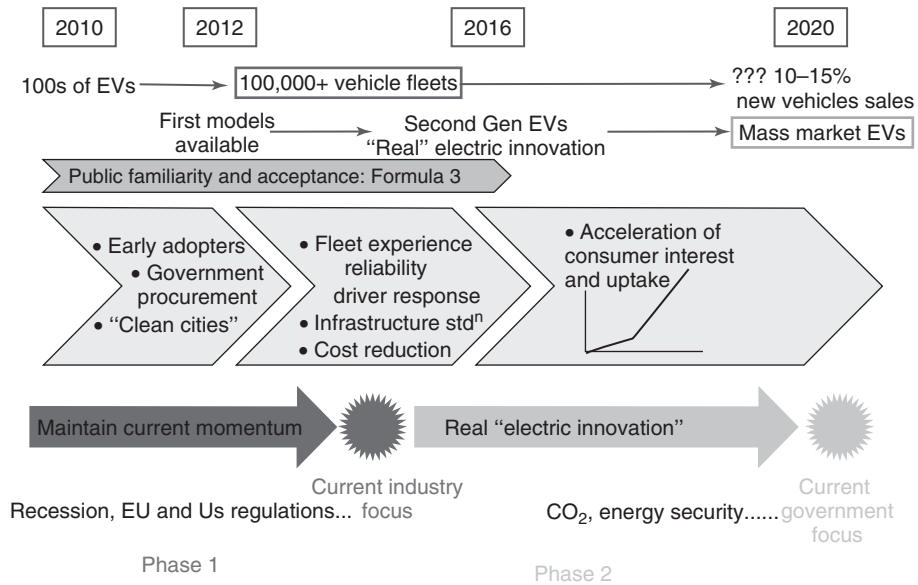 2010
2012
2016
2020
100s of EVs
100,000+ vehicle fleets
??? 10–15%
new vehicles sales
First models
available
Second Gen EVs
“Real” electric innovation
Mass market EVs
Public familiarity and acceptance: Formula 3
• Early adopters
• Government
procurement
• “Clean cities”
• Fleet experience
reliability
driver response
• Infrastructure stdⁿ
• Cost reduction
• Acceleration of
consumer interest
and uptake
Maintain current momentum
Real “electric innovation”
Current industry
focus
Recession, EU and Us regulations...
CO₂, energy security......
Current
government
focus
Phase 1
Phase 2